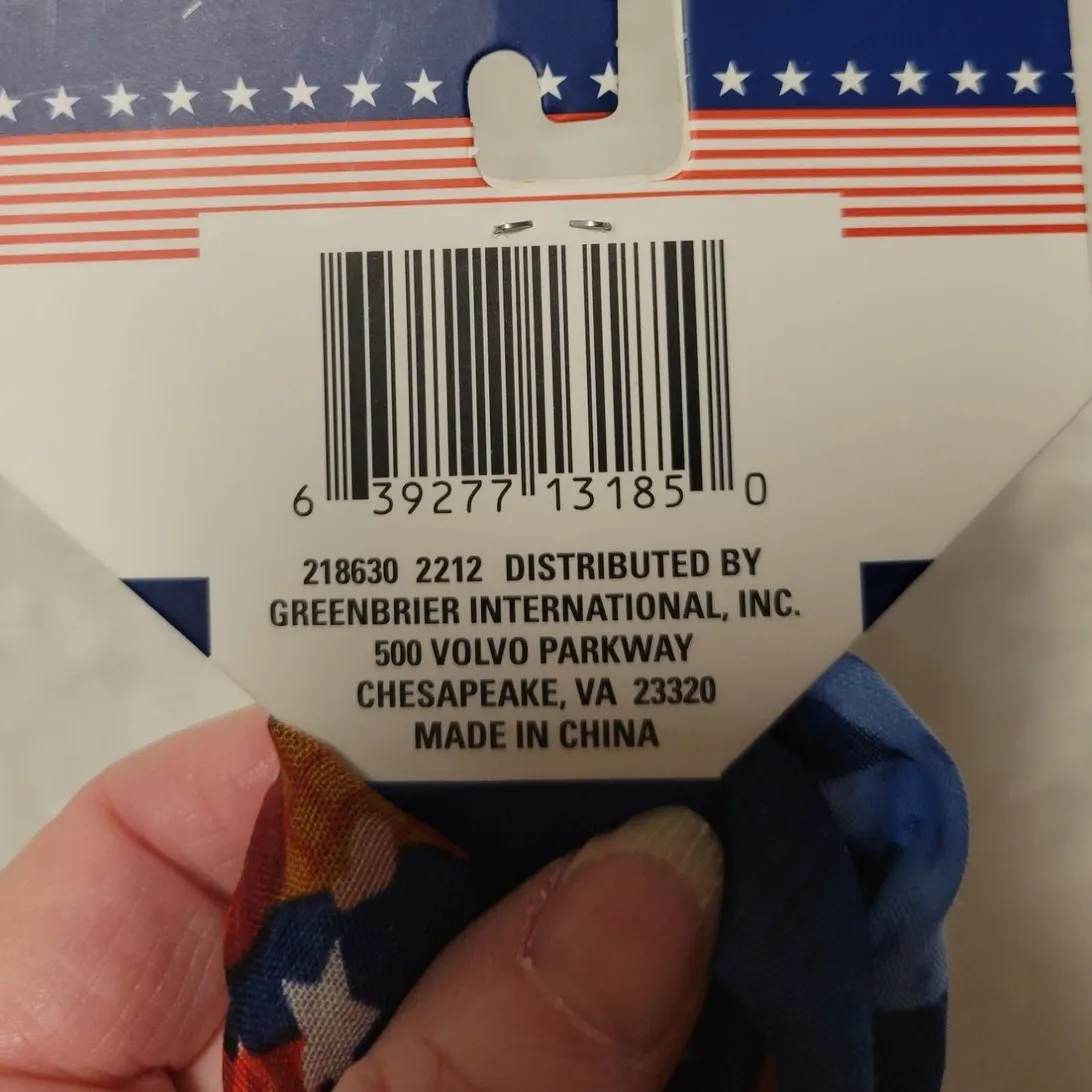 6 39277 13185 0
218630 2212 DISTRIBUTED BY
GREENBRIER INTERNATIONAL, INC.
500 VOLVO PARKWAY
CHESAPEAKE, VA 23320
MADE IN CHINA